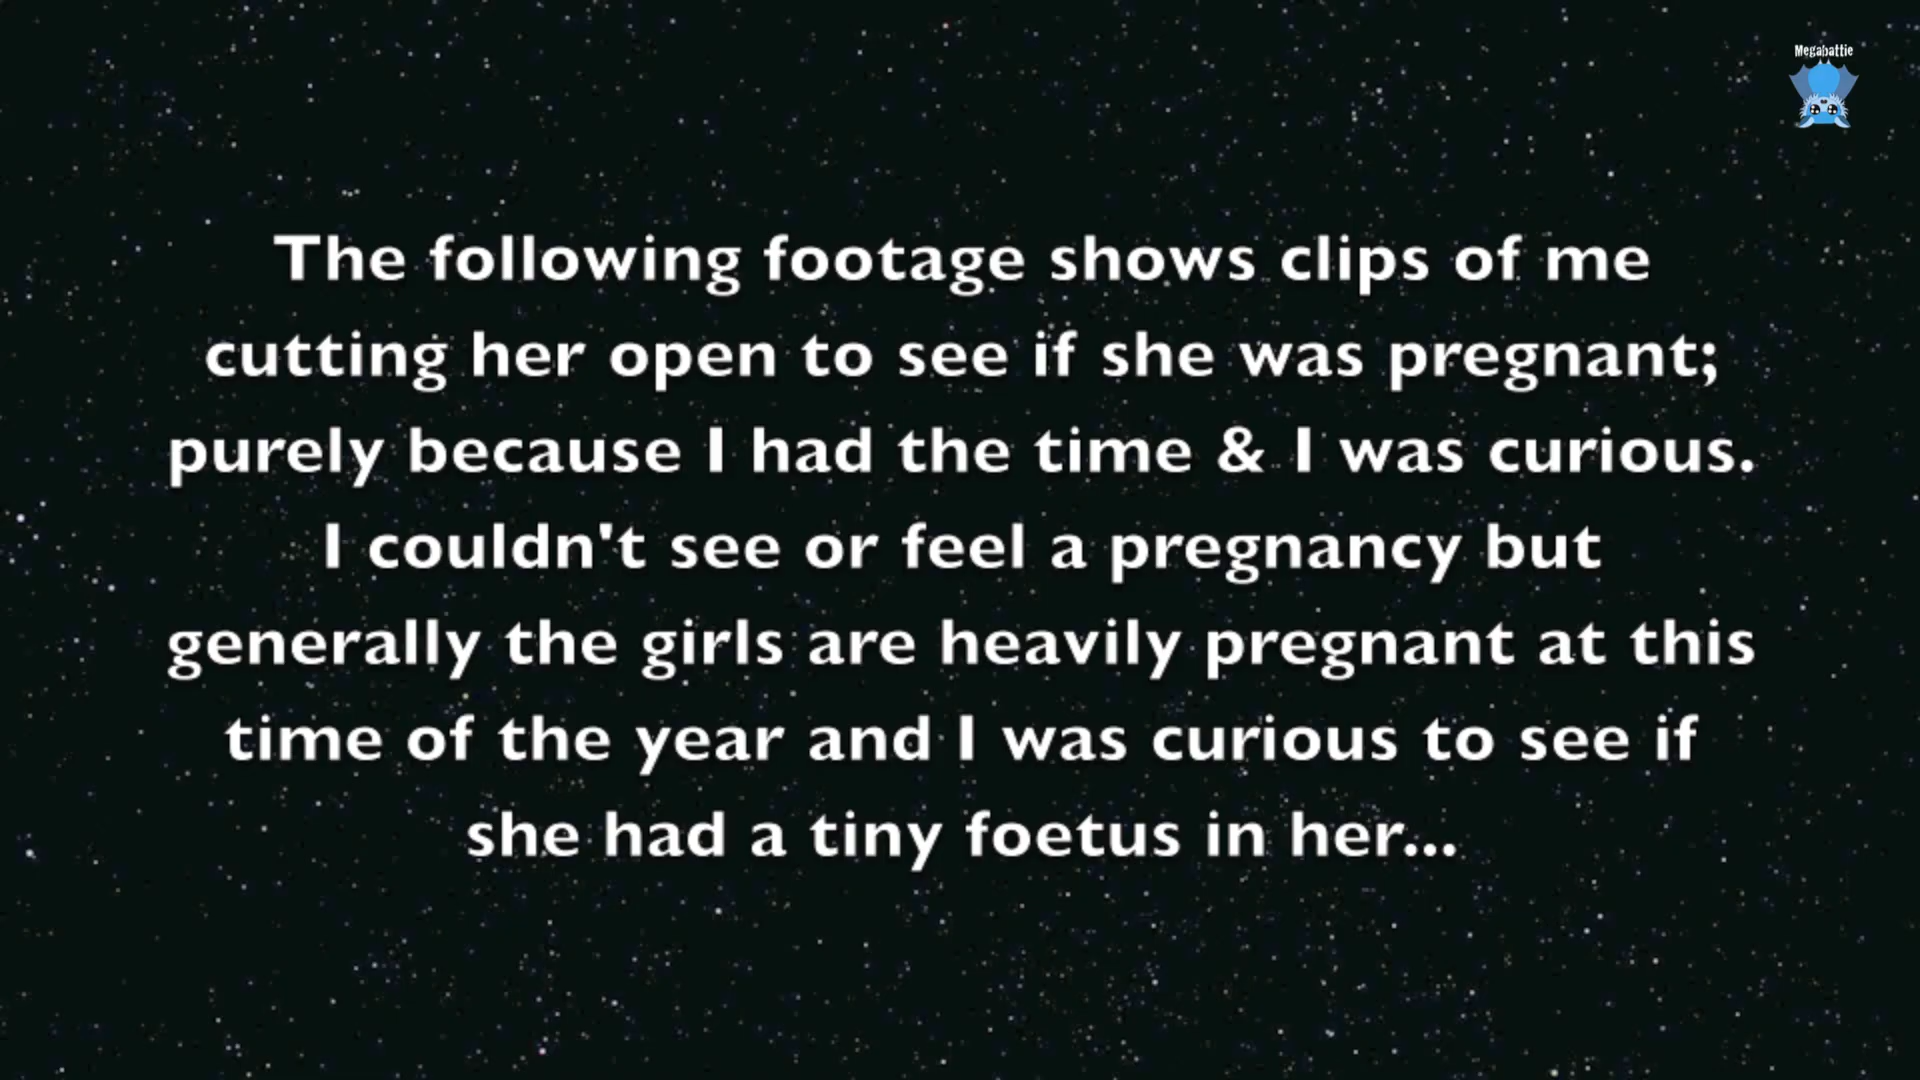 Megabattie
The following footage shows clips of me
cutting her open to see if she was pregnant;
purely because I had the time & I was curious.
I couldn't see or feel a pregnancy but
generally the girls are heavily pregnant at this
time of the year and I was curious to see if
she had a tiny foetus in her...